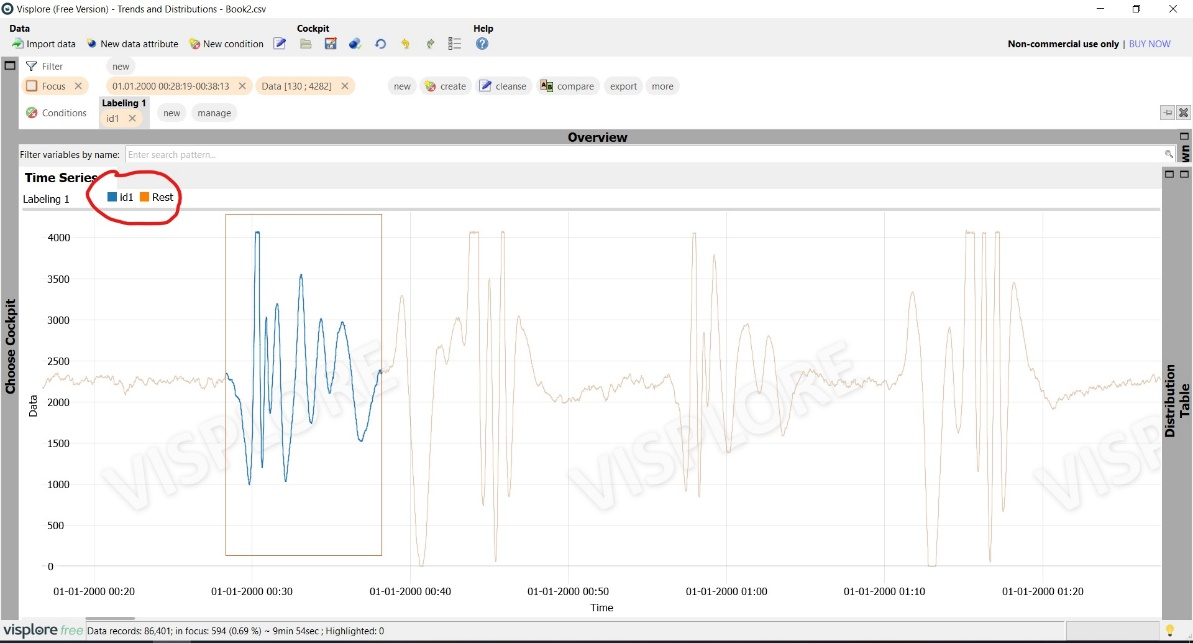 Visplore (Free Version) - Trends and Distributions - Book2.csv
Data Cockpit Help
Import data New data attribute New condition
Non-commercial use only | BUY NOW
Filter new
Focus 01.01.2000 00:28:19-00:38:13 Data [130 ; 4282] new create cleanse compare export more
Labeling 1
Conditions id1 new manage
Overview
Filter variables by name: Enter search pattern...
Time Series
Labeling 1 id1 Rest
4000
3500
3000
2500
2000
1500
1000
500
0
Data
01-01-2000 00:20 01-01-2000 00:30 01-01-2000 00:40 01-01-2000 00:50 01-01-2000 01:00 01-01-2000 01:10 01-01-2000 01:20
Time
VISPLORE VISPLORE VISPLORE
Choose Cockpit
Distribution
Table
visplore free Data records: 86,401; in focus: 594 (0.69 %) ~ 9min 54sec ; Highlighted: 0